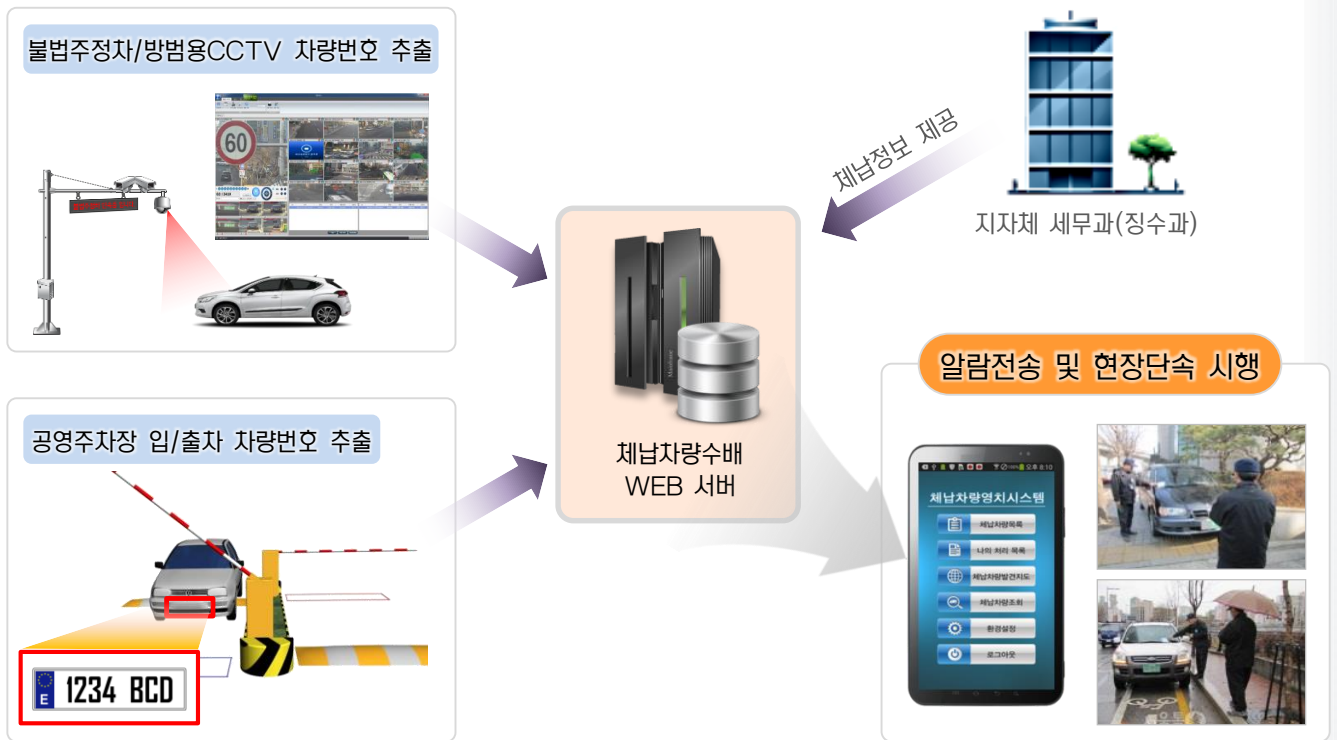 불법주정차/방범용CCTV 차량번호 추출
60
체납정보 제공
지자체 세무과(징수과)
체납차량수배
WEB 서버
공영주차장 입/출차 차량번호 추출
E 1234 BCD
알람전송 및 현장단속 시행
오후 8:10
체납차량영치시스템
체납차량목록
나의 처리 목록
체납차량발견지도
체납차량조회
환경설정
로그아웃